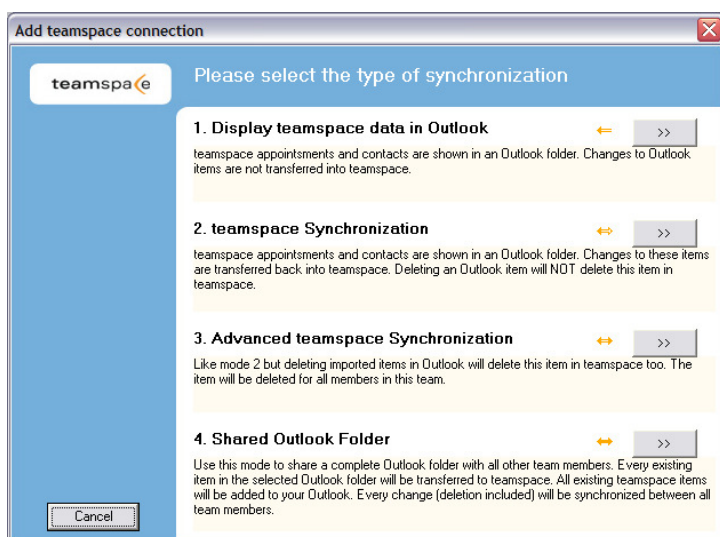 Add teamspace connection
teamspace
Please select the type of synchronization
1. Display teamspace data in Outlook
>>
teamspace appointsments and contacts are shown in an Outlook folder. Changes to Outlook
items are not transferred into teamspace.
2. teamspace Synchronization
>>
teamspace appointsments and contacts are shown in an Outlook folder. Changes to these items
are transferred back into teamspace. Deleting an Outlook item will NOT delete this item in
teamspace.
3. Advanced teamspace Synchronization
>>
Like mode 2 but deleting imported items in Outlook will delete this item in teamspace too. The
item will be deleted for all members in this team.
4. Shared Outlook Folder
>>
Use this mode to share a complete Outlook folder with all other team members. Every existing
item in the selected Outlook folder will be transferred to teamspace. All existing teamspace items
will be added to your Outlook. Every change (deletion included) will be synchronized between all
team members.
Cancel